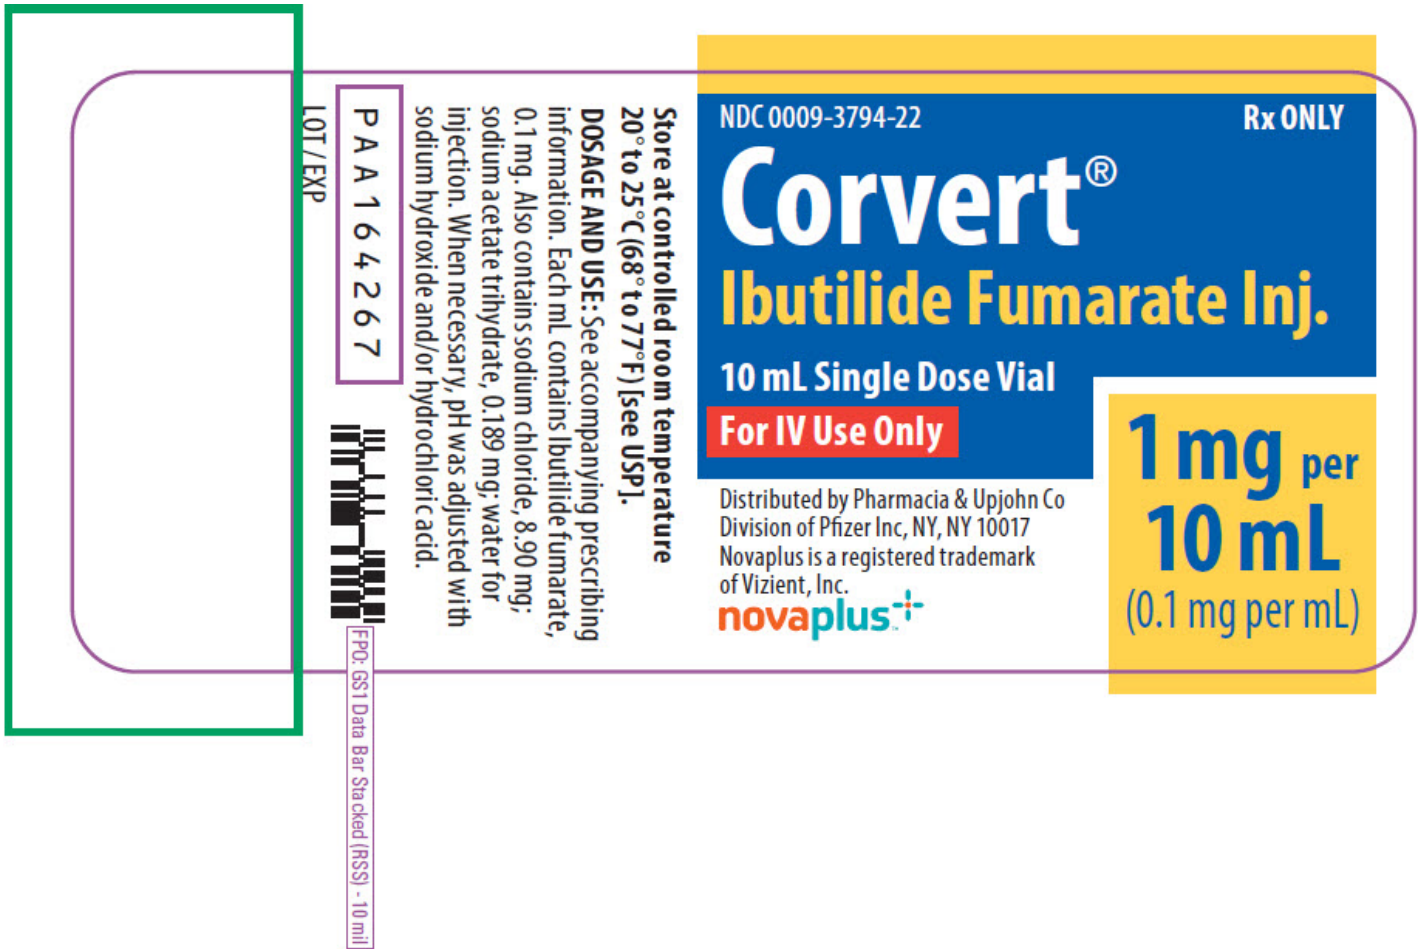 NDC 0009-3794-22
Rx ONLY
Corvert®
Ibutilide Fumarate Inj.
10 mL Single Dose Vial
For IV Use Only
1 mg per
10 mL
(0.1 mg per mL)
Distributed by Pharmacia & Upjohn Co
Division of Pfizer Inc, NY, NY 10017
Novaplus is a registered trademark
of Vizient, Inc.
novaplus™
Store at controlled room temperature
20° to 25°C (68° to 77°F) [see USP].
DOSAGE AND USE: See accompanying prescribing
information. Each mL contains Ibutilide fumarate,
0.1 mg. Also contains sodium chloride, 8.90 mg;
sodium acetate trihydrate, 0.189 mg; water for
injection. When necessary, pH was adjusted with
sodium hydroxide and/or hydrochloric acid.
PAA164267
FPO: GS1 Data Bar Stacked (RSS) - 10 mil
LOT / EXP